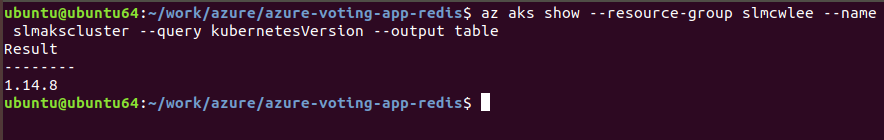 ubuntu@ubuntu64:~/work/azure/azure-voting-app-redis$ az aks show --resource-group slmcwlee --name
 slmakscluster --query kubernetesVersion --output table
Result
--------
1.14.8
ubuntu@ubuntu64:~/work/azure/azure-voting-app-redis$